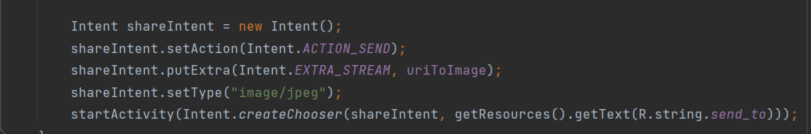 Intent shareIntent = new Intent();
shareIntent.setAction(Intent.ACTION_SEND);
shareIntent.putExtra(Intent.EXTRA_STREAM, uriToImage);
shareIntent.setType("image/jpeg");
startActivity(Intent.createChooser(shareIntent, getResources().getText(R.string.send_to)));